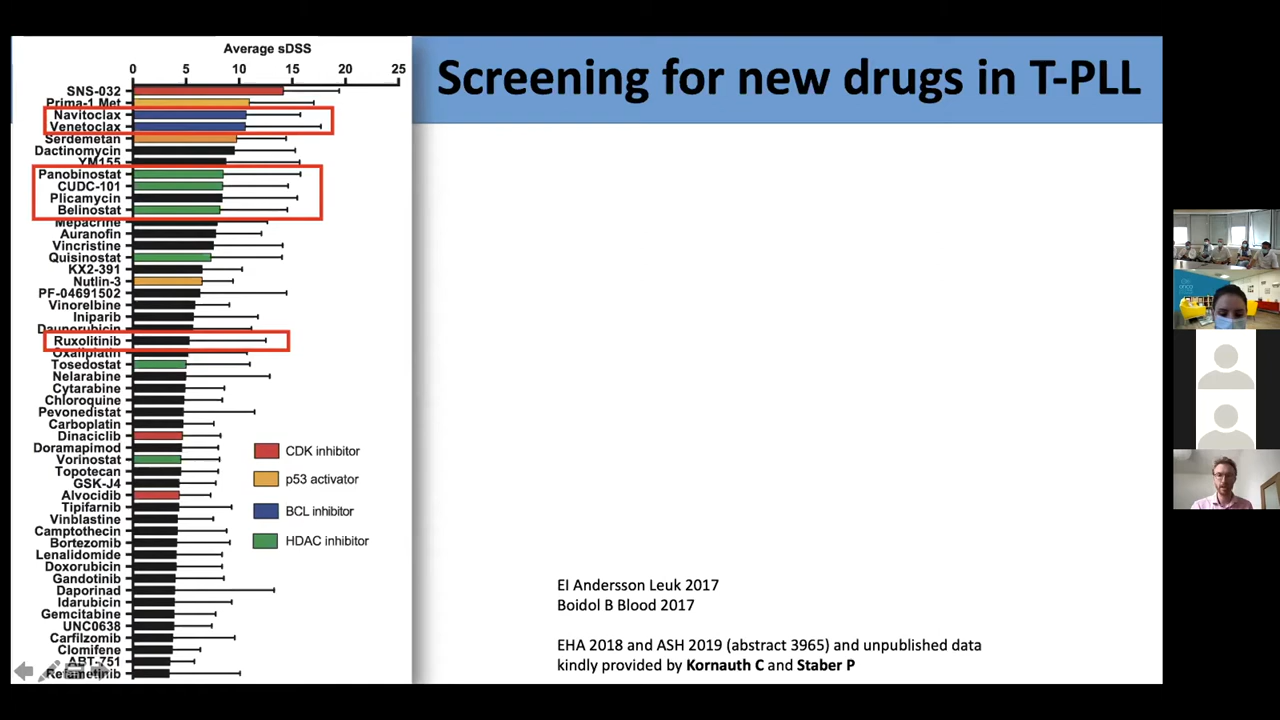 Average sDSS
0 5 10 15 20 25
Screening for new drugs in T-PLL
SNS-032
Prima-1 Met
Navitoclax
Venetoclax
Serdemetan
Dactinomycin
YM155
Panobinostat
CUDC-101
Plicamycin
Belinostat
Mepacrine
Auranofin
Vincristine
Quisinostat
KX2-391
Nutlin-3
PF-04691502
Vinorelbine
Iniparib
Daunorubicin
Ruxolitinib
Oxaliplatin
Tosedostat
Nelarabine
Cytarabine
Chloroquine
Pevonedistat
Carboplatin
Dinaciclib
Doramapimod
Vorinostat
Topotecan
GSK-J4
Alvocidib
Tipifarnib
Vinblastine
Camptothecin
Bortezomib
Lenalidomide
Doxorubicin
Gandotinib
Daporinad
Idarubicin
Gemcitabine
UNC0638
Carfilzomib
Clomifene
ABT-751
Refametinib
CDK inhibitor
p53 activator
BCL inhibitor
HDAC inhibitor
EI Andersson Leuk 2017
Boidol B Blood 2017
EHA 2018 and ASH 2019 (abstract 3965) and unpublished data
kindly provided by Kornauth C and Staber P